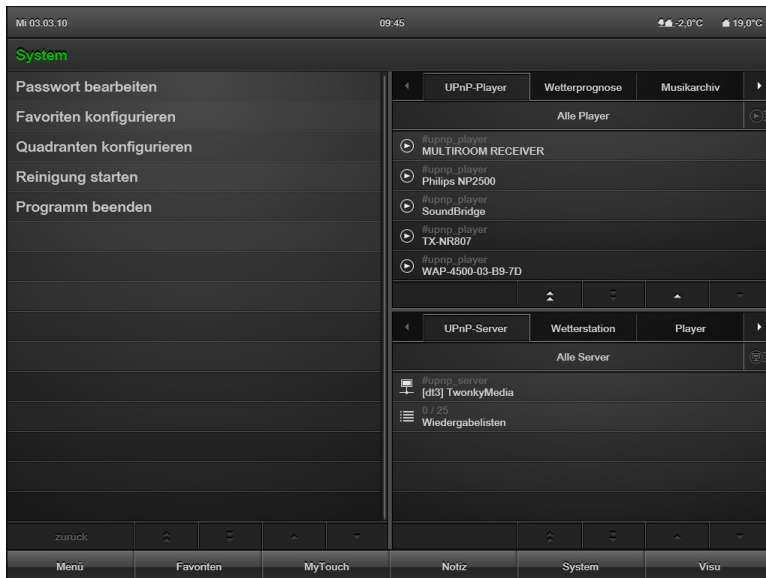 Mi 03.03.10 09:45 -2,0°C 19,0°C
System
Passwort bearbeiten
Favoriten konfigurieren
Quadranten konfigurieren
Reinigung starten
Programm beenden
zurück
UPnP-Player Wetterprognose Musikarchiv
Alle Player
#upnp_player
MULTIROOM RECEIVER
#upnp_player
Philips NP2500
#upnp_player
SoundBridge
#upnp_player
TX-NR807
#upnp_player
WAP-4500-03-B9-7D
UPnP-Server Wetterstation Player
Alle Server
#upnp_server
[dt3] TwonkyMedia
0 / 25
Wiedergabelisten
Menü Favoriten MyTouch Notiz System Visu